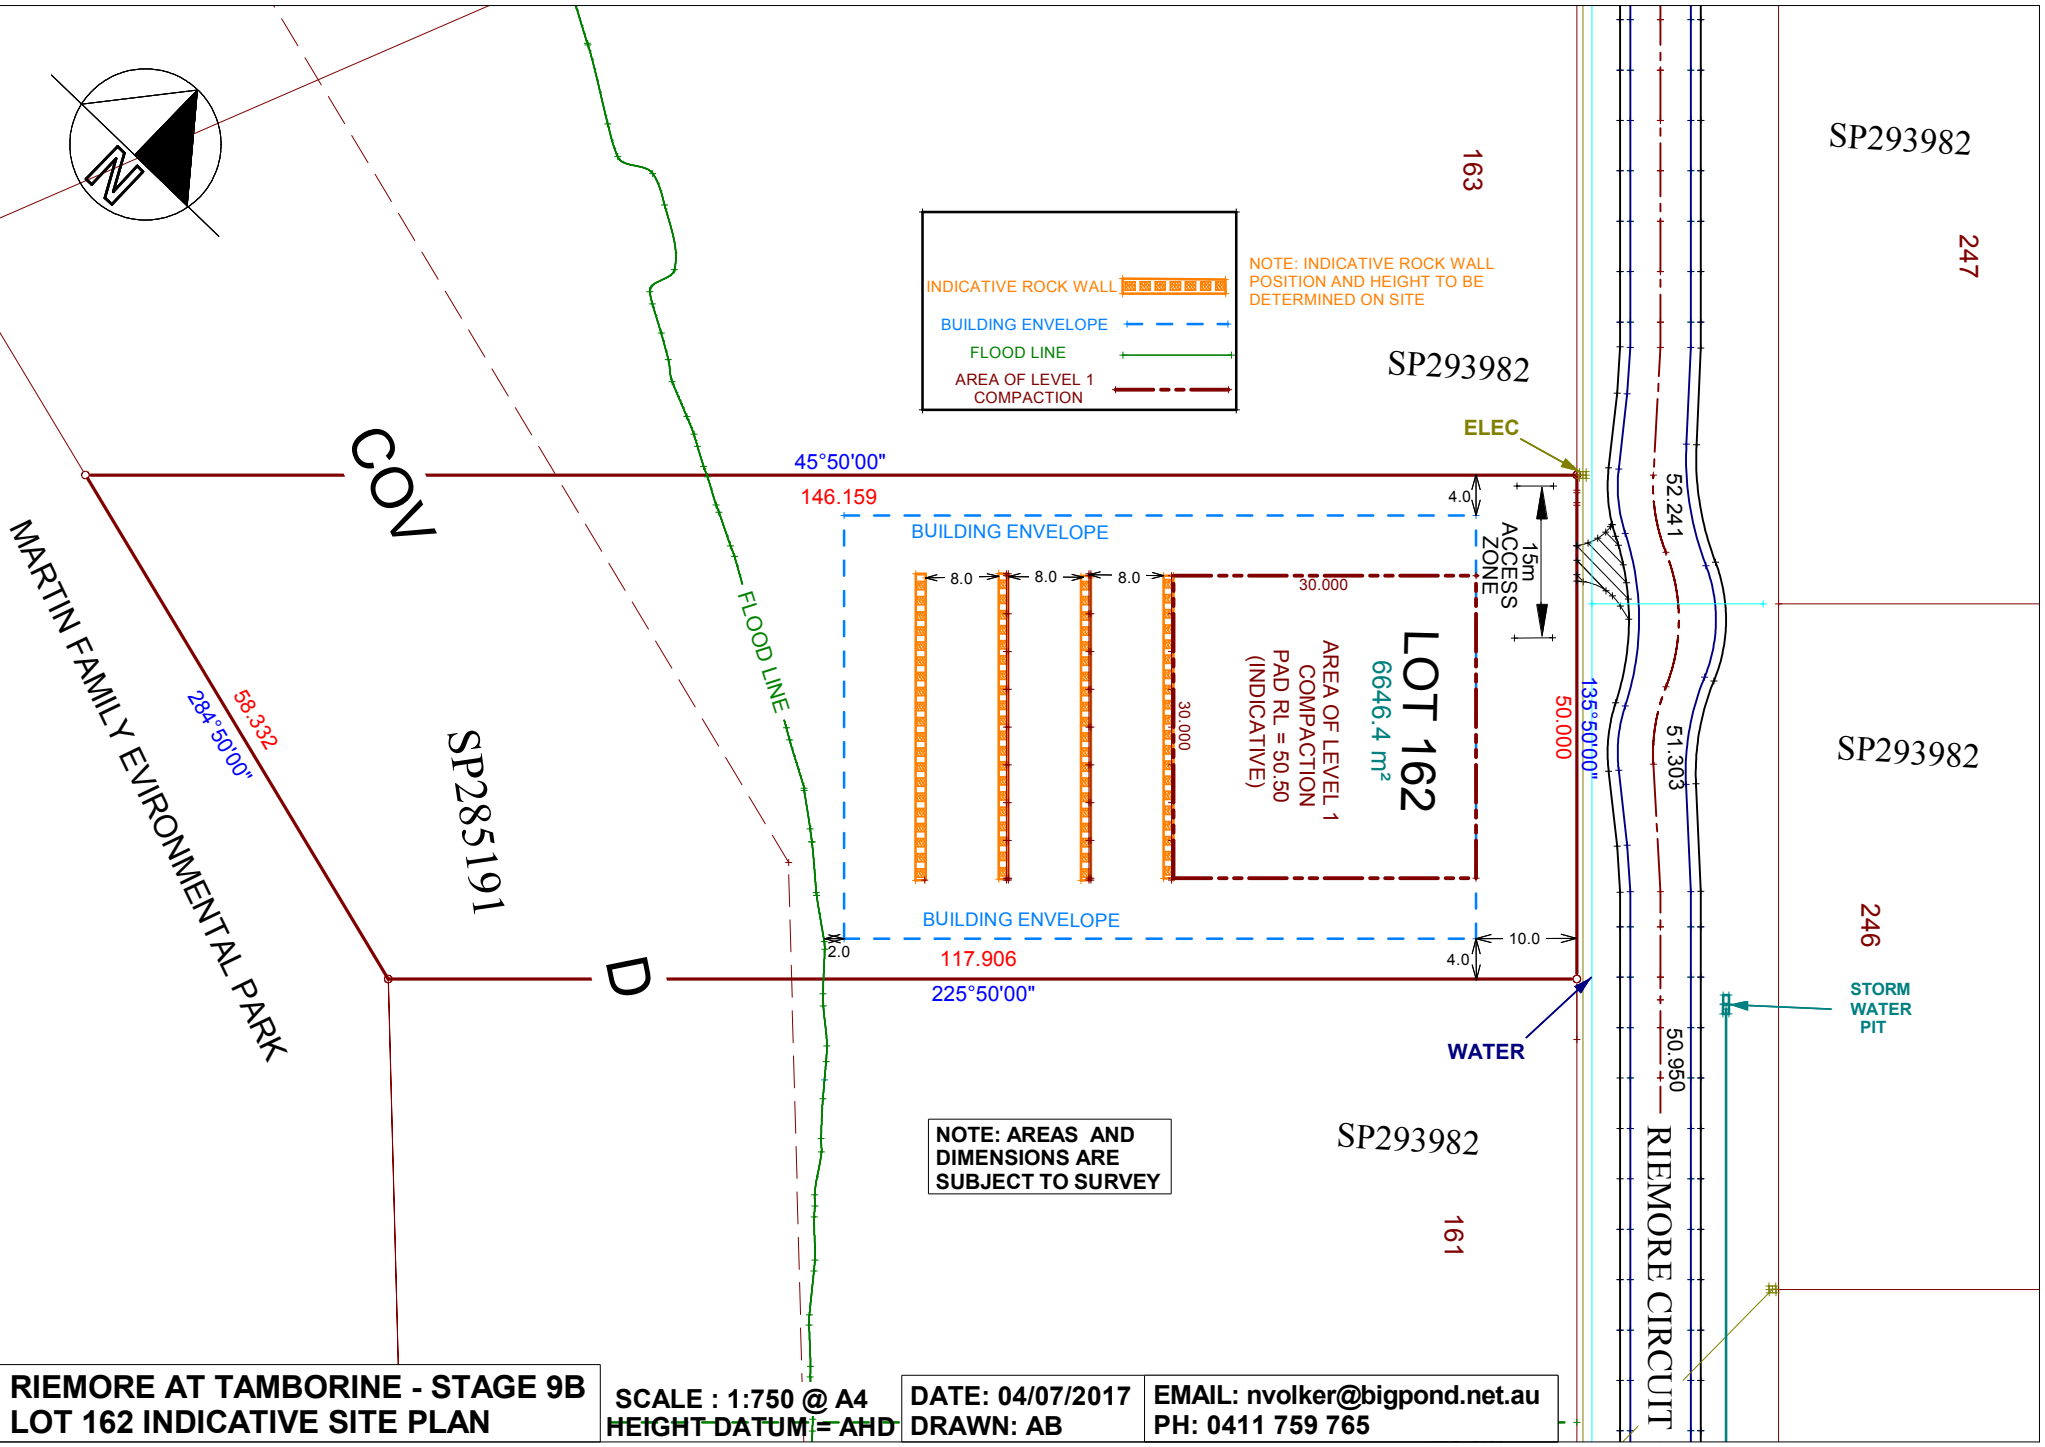 N
SP293982
163
247
INDICATIVE ROCK WALL
BUILDING ENVELOPE
FLOOD LINE
AREA OF LEVEL 1
COMPACTION
NOTE: INDICATIVE ROCK WALL
POSITION AND HEIGHT TO BE
DETERMINED ON SITE
SP293982
ELEC
COV
45°50'00"
146.159
4.0
BUILDING ENVELOPE
15m
ACCESS
ZONE
52.241
8.0
8.0
8.0
30.000
FLOOD LINE
LOT 162
6646.4 m²
AREA OF LEVEL 1
COMPACTION
PAD RL = 50.50
(INDICATIVE)
30.000
135°50'00"
50.000
51.303
SP293982
MARTIN FAMILY EVIRONMENTAL PARK
58.332
284°50'00"
SP285191
BUILDING ENVELOPE
2.0
117.906
225°50'00"
10.0
4.0
246
D
WATER
STORM
WATER
PIT
50.950
NOTE: AREAS AND
DIMENSIONS ARE
SUBJECT TO SURVEY
SP293982
161
RIEMORE CIRCUIT
RIEMORE AT TAMBORINE - STAGE 9B
LOT 162 INDICATIVE SITE PLAN
SCALE : 1:750 @ A4
HEIGHT DATUM = AHD
DATE: 04/07/2017
DRAWN: AB
EMAIL: nvolker@bigpond.net.au
PH: 0411 759 765